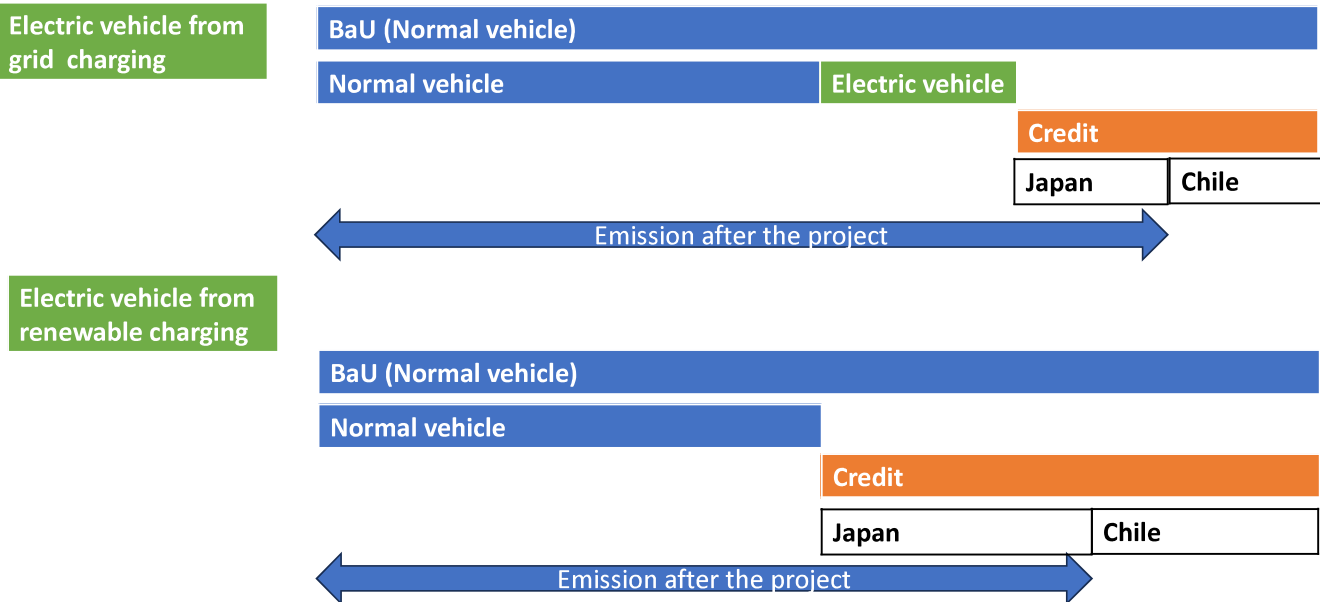 Electric vehicle from
grid charging
BaU (Normal vehicle)
Normal vehicle
Electric vehicle
Credit
Japan
Chile
Emission after the project
Electric vehicle from
renewable charging
BaU (Normal vehicle)
Normal vehicle
Credit
Japan
Chile
Emission after the project